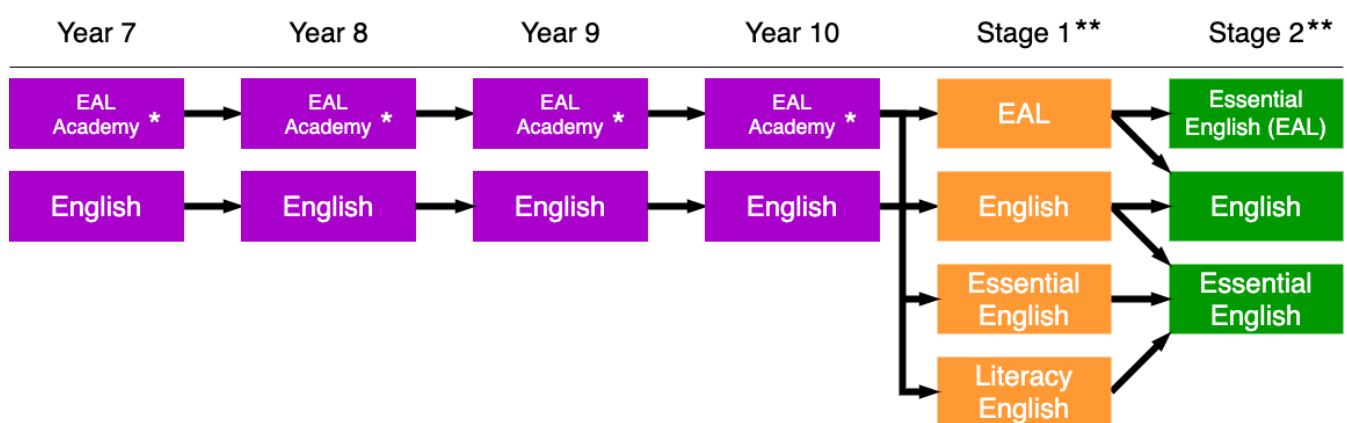 Year 7 Year 8 Year 9 Year 10 Stage 1** Stage 2**
EAL
Academy *
EAL
Academy *
EAL
Academy *
EAL
Academy *
EAL
Essential
English (EAL)
English
English
English
English
English
English
Essential
English
Essential
English
Literacy
English